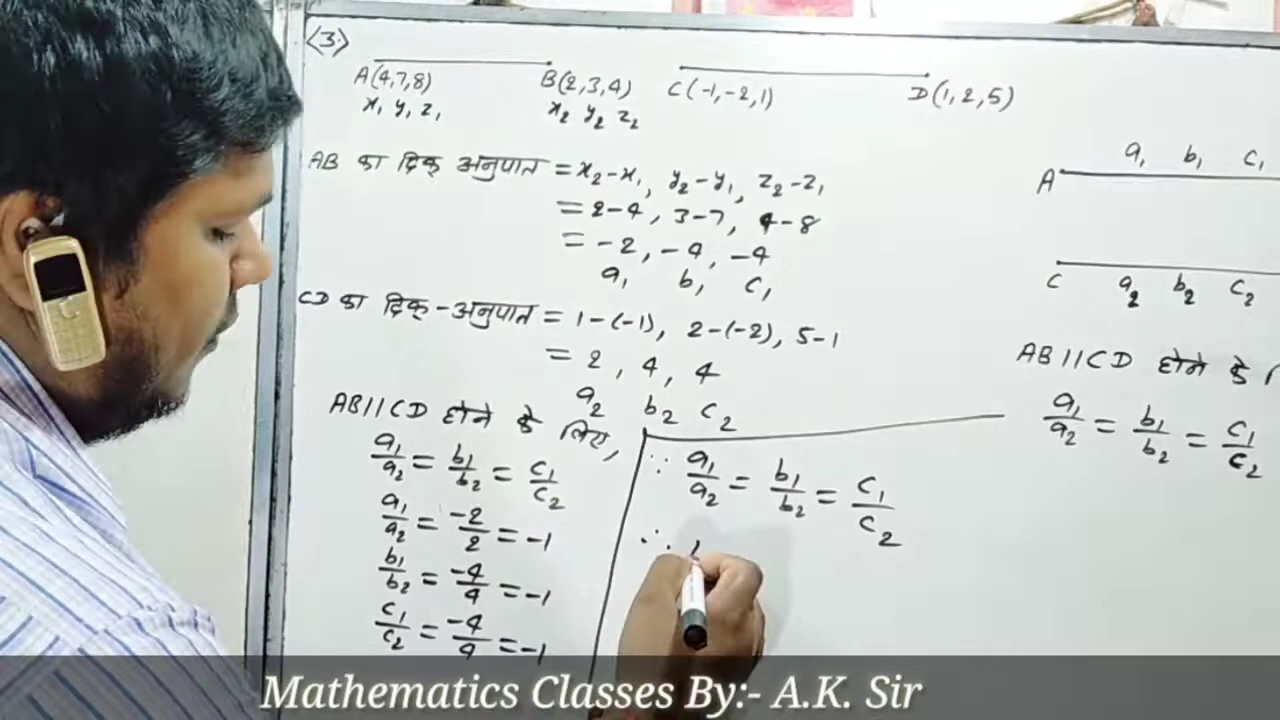 <3.>
A(4,7,8) B(2,3,4) C(-1,-2,1) D(1,2,5)
x₁ y₁ z₁ x₂ y₂ z₂
AB का दिक् अनुपात = x₂-x₁, y₂-y₁, z₂-z₁
= 2-4, 3-7, 4-8
= -2, -4, -4
a₁ b₁ c₁
CD का दिक्-अनुपात = 1-(-1), 2-(-2), 5-1
= 2, 4, 4
a₂ b₂ c₂
AB||CD होने के लिए,
a₁/a₂ = b₁/b₂ = c₁/c₂
a₁/a₂ = -2/2 = -1
b₁/b₂ = -4/4 = -1
c₁/c₂ = -4/4 = -1
∵ a₁/a₂ = b₁/b₂ = c₁/c₂
∴
a₁ b₁ c₁
A
C a₂ b₂ c₂
AB||CD होने के
a₁/a₂ = b₁/b₂ = c₁/c₂
Mathematics Classes By:- A.K. Sir